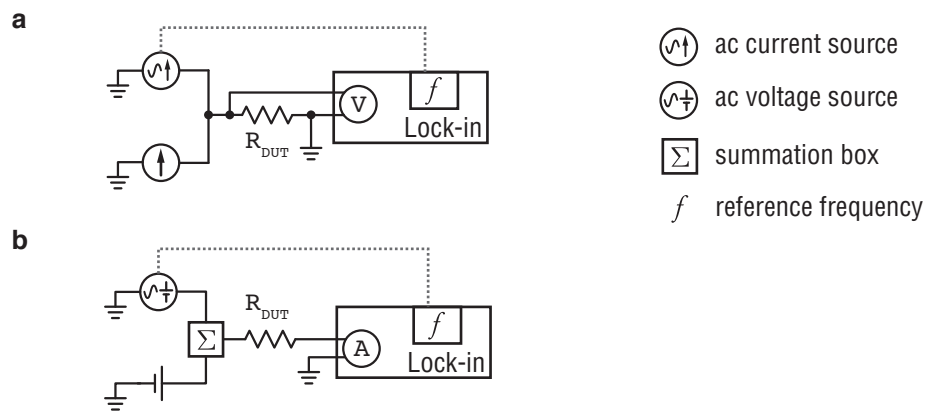 a
V
f
Lock-in
R_DUT
b
R_DUT
Σ
A
f
Lock-in
ac current source
ac voltage source
Σ summation box
f reference frequency